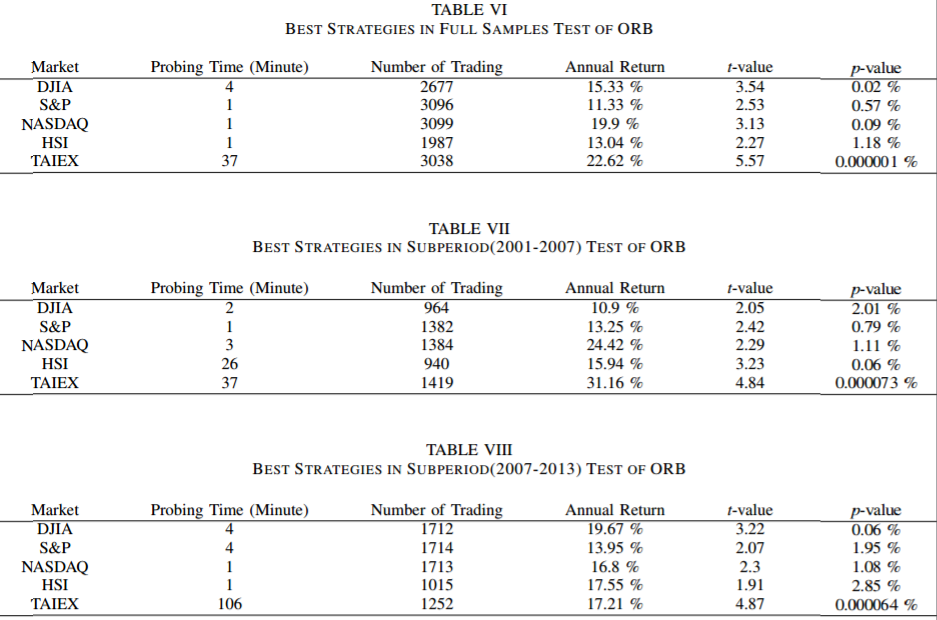 TABLE VI
BEST STRATEGIES IN FULL SAMPLES TEST OF ORB
Market Probing Time (Minute) Number of Trading Annual Return t-value p-value
DJIA 4 2677 15.33 % 3.54 0.02 %
S&P 1 3096 11.33 % 2.53 0.57 %
NASDAQ 1 3099 19.9 % 3.13 0.09 %
HSI 1 1987 13.04 % 2.27 1.18 %
TAIEX 37 3038 22.62 % 5.57 0.000001 %
TABLE VII
BEST STRATEGIES IN SUBPERIOD(2001-2007) TEST OF ORB
Market Probing Time (Minute) Number of Trading Annual Return t-value p-value
DJIA 2 964 10.9 % 2.05 2.01 %
S&P 1 1382 13.25 % 2.42 0.79 %
NASDAQ 3 1384 24.42 % 2.29 1.11 %
HSI 26 940 15.94 % 3.23 0.06 %
TAIEX 37 1419 31.16 % 4.84 0.000073 %
TABLE VIII
BEST STRATEGIES IN SUBPERIOD(2007-2013) TEST OF ORB
Market Probing Time (Minute) Number of Trading Annual Return t-value p-value
DJIA 4 1712 19.67 % 3.22 0.06 %
S&P 4 1714 13.95 % 2.07 1.95 %
NASDAQ 1 1713 16.8 % 2.3 1.08 %
HSI 1 1015 17.55 % 1.91 2.85 %
TAIEX 106 1252 17.21 % 4.87 0.000064 %